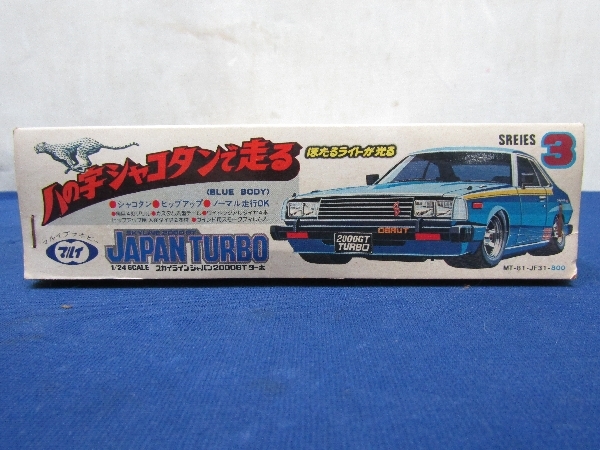 SREIES 3
ハの字シャコタンで走る
ほたるライトが光る
(BLUE BODY)
●シャコタン●ヒップアップ●ノーマル走行OK
マルイ
JAPAN TURBO
1/24 SCALE スカイラインジャパン2000GTターボ
OBRUT
2000GT
TURBO
MT-81-JF31-800